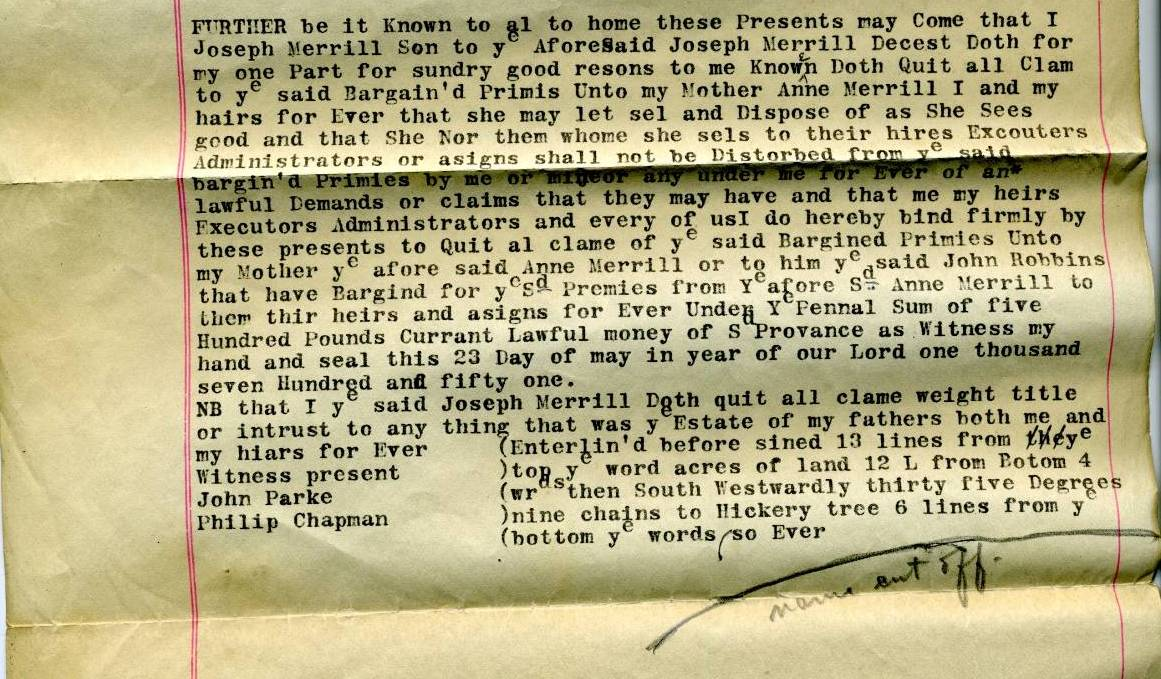 FURTHER be it Known to al to home these Presents may Come that I
Joseph Merrill Son to ye AforeSaid Joseph Merrill Decest Doth for
my one Part for sundry good resons to me Known Doth Quit all Clam
to ye said Bargain'd Primis Unto my Mother Anne Merrill I and my
hairs for Ever that she may let sel and Dispose of as She Sees
good and that She Nor them whome she sels to their hires Excouters
Administrators or asigns shall not be Distorbed from ye said
bargin'd Primies by me or mine or any under me for Ever of an*
lawful Demands or claims that they may have and that me my heirs
Executors Administrators and every of usI do hereby bind firmly by
these presents to Quit al clame of ye said Bargined Primies Unto
my Mother ye afore said Anne Merrill or to him ye said John Robbins
that have Bargind for ye Sd Premies from Ye afore Sd Anne Merrill to
them thir heirs and asigns for Ever Under Ye Pennal Sum of five
Hundred Pounds Currant Lawful money of Sd Provance as Witness my
hand and seal this 23 Day of may in year of our Lord one thousand
seven Hundred and fifty one.
NB that I ye said Joseph Merrill Doth quit all clame weight title
or intrust to any thing that was ye Estate of my fathers both me and
my hiars for Ever (Enterlin'd before sined 13 lines from ye
Witness present )top ye word acres of land 12 L from Botom 4
John Parke (wrds then South Westwardly thirty five Degrees
Philip Chapman )nine chains to Hickery tree 6 lines from ye
(bottom ye words so Ever
name cut off.